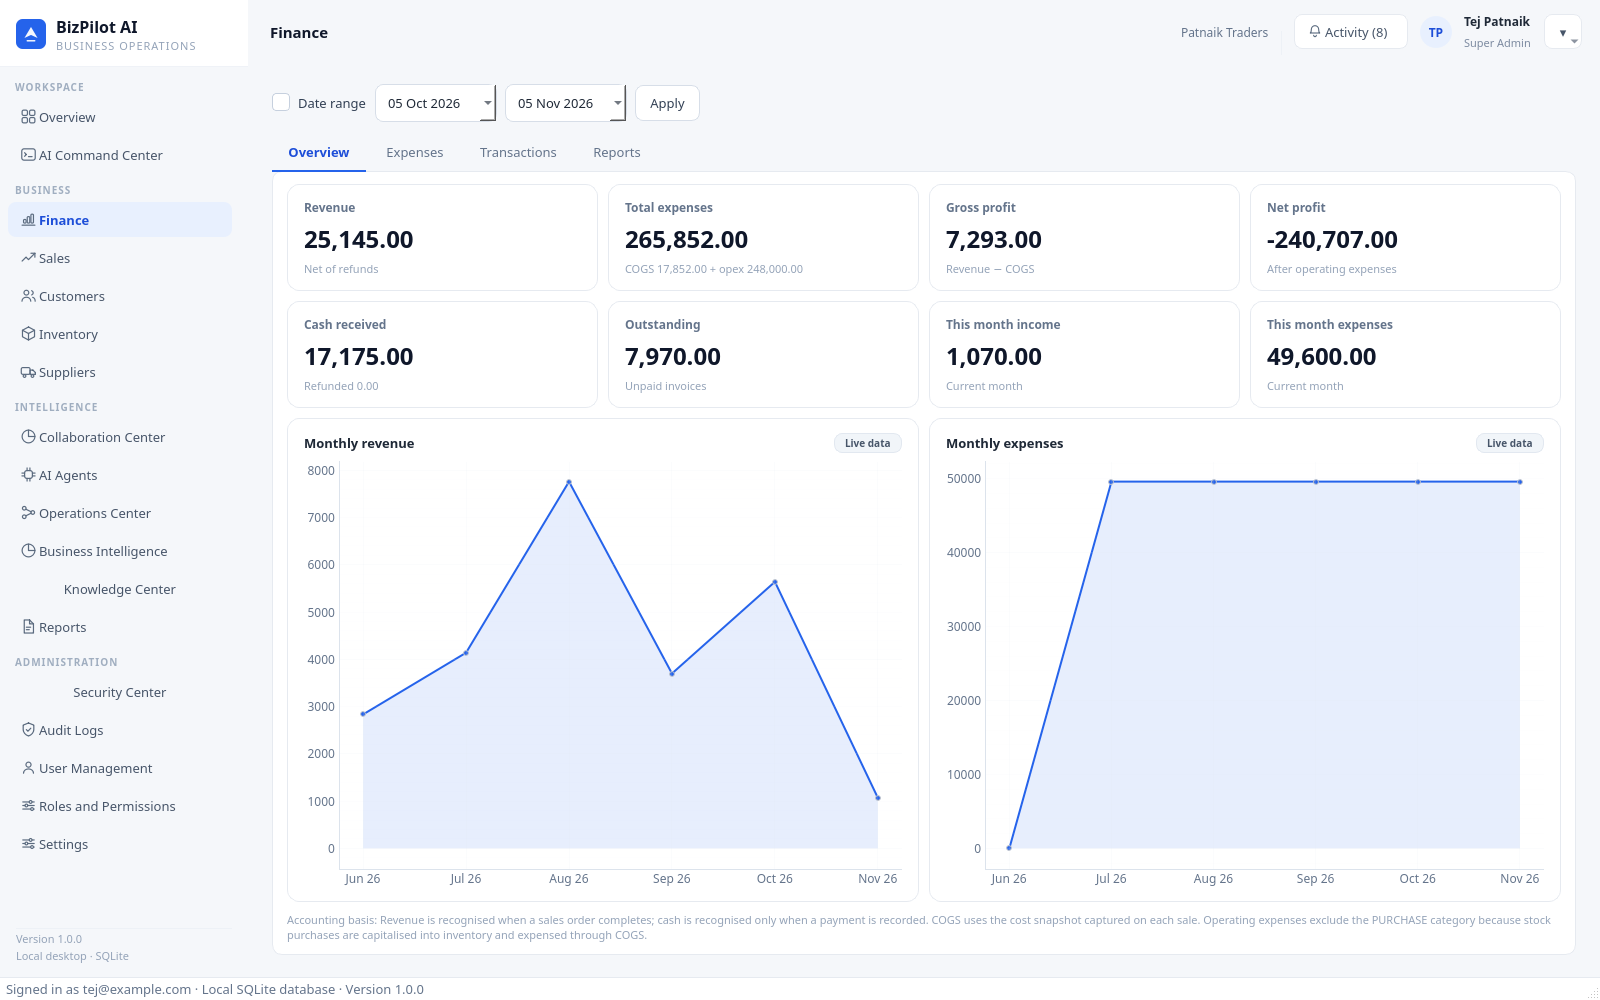 BizPilot AI
BUSINESS OPERATIONS
Finance
Patnaik Traders
Activity (8)
TP
Tej Patnaik
Super Admin
WORKSPACE
Overview
AI Command Center
BUSINESS
Finance
Sales
Customers
Inventory
Suppliers
INTELLIGENCE
Collaboration Center
AI Agents
Operations Center
Business Intelligence
Knowledge Center
Reports
ADMINISTRATION
Security Center
Audit Logs
User Management
Roles and Permissions
Settings
Version 1.0.0
Local desktop · SQLite
Date range
05 Oct 2026
05 Nov 2026
Apply
Overview
Expenses
Transactions
Reports
Revenue
25,145.00
Net of refunds
Total expenses
265,852.00
COGS 17,852.00 + opex 248,000.00
Gross profit
7,293.00
Revenue − COGS
Net profit
-240,707.00
After operating expenses
Cash received
17,175.00
Refunded 0.00
Outstanding
7,970.00
Unpaid invoices
This month income
1,070.00
Current month
This month expenses
49,600.00
Current month
Monthly revenue
Live data
8000
7000
6000
5000
4000
3000
2000
1000
0
Jun 26
Jul 26
Aug 26
Sep 26
Oct 26
Nov 26
Monthly expenses
Live data
50000
40000
30000
20000
10000
0
Jun 26
Jul 26
Aug 26
Sep 26
Oct 26
Nov 26
Accounting basis: Revenue is recognised when a sales order completes; cash is recognised only when a payment is recorded. COGS uses the cost snapshot captured on each sale. Operating expenses exclude the PURCHASE category because stock
purchases are capitalised into inventory and expensed through COGS.
Signed in as tej@example.com · Local SQLite database · Version 1.0.0